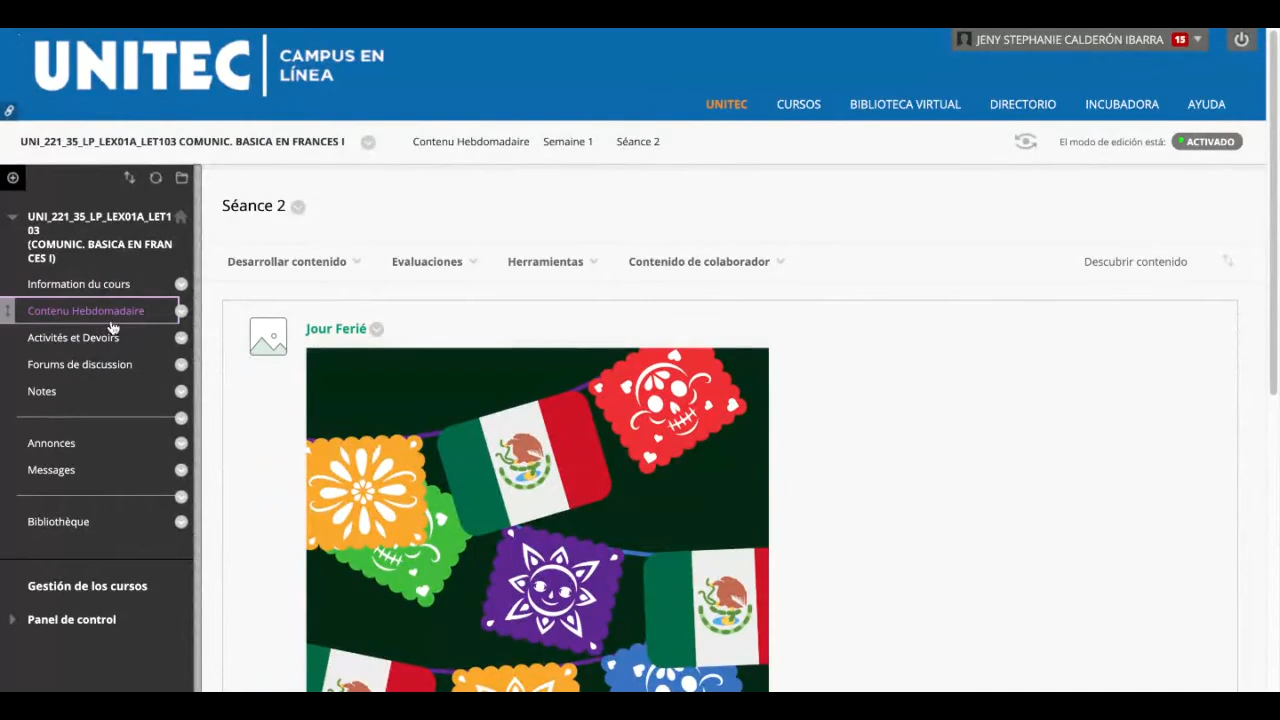 UNITEC
CAMPUS EN
LÍNEA
JENY STEPHANIE CALDERÓN IBARRA 15
UNITEC CURSOS BIBLIOTECA VIRTUAL DIRECTORIO INCUBADORA AYUDA
UNI_221_35_LP_LEX01A_LET103 COMUNIC. BASICA EN FRANCES I Contenu Hebdomadaire Semaine 1 Séance 2 El modo de edición está: ACTIVADO
UNI_221_35_LP_LEX01A_LET1
03
(COMUNIC. BASICA EN FRAN
CES I)
Information du cours
Contenu Hebdomadaire
Activités et Devoirs
Forums de discussion
Notes
Annonces
Messages
Bibliothèque
Gestión de los cursos
Panel de control
Séance 2
Desarrollar contenido Evaluaciones Herramientas Contenido de colaborador Descubrir contenido
Jour Ferié